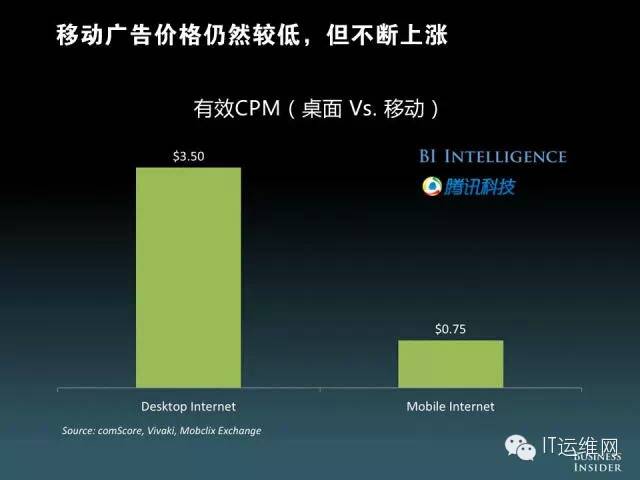 移动广告价格仍然较低，但不断上涨
有效CPM（桌面 Vs. 移动）
BI INTELLIGENCE
腾讯科技
$3.50
$0.75
Desktop Internet
Mobile Internet
Source: comScore, Vivaki, Mobclix Exchange
IT运维网
BUSINESS
INSIDER